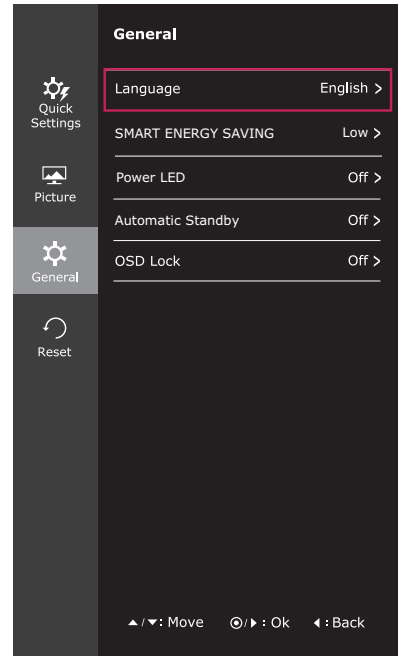 General
Quick
Settings
Picture
General
Reset
Language English >
SMART ENERGY SAVING Low >
Power LED Off >
Automatic Standby Off >
OSD Lock Off >
▲/▼: Move ◉/▶ : Ok ◀ : Back